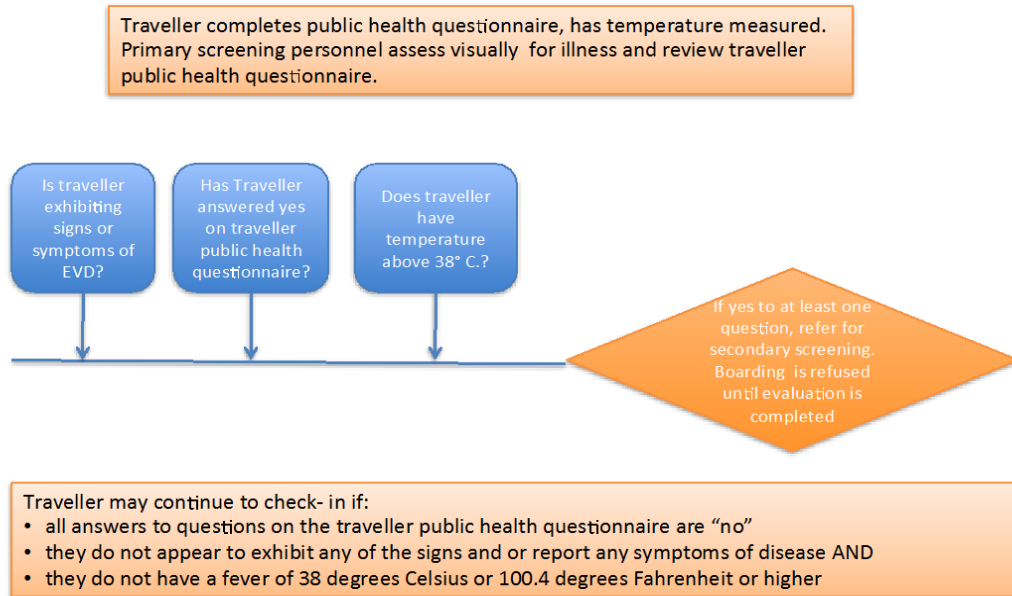 Traveller completes public health questionnaire, has temperature measured.
Primary screening personnel assess visually for illness and review traveller
public health questionnaire.
Is traveller
exhibiting
signs or
symptoms of
EVD?
Has Traveller
answered yes
on traveller
public health
questionnaire?
Does traveller
have
temperature
above 38° C.?
If yes to at least one
question, refer for
secondary screening.
Boarding is refused
until evaluation is
completed
Traveller may continue to check- in if:
• all answers to questions on the traveller public health questionnaire are “no”
• they do not appear to exhibit any of the signs and or report any symptoms of disease AND
• they do not have a fever of 38 degrees Celsius or 100.4 degrees Fahrenheit or higher